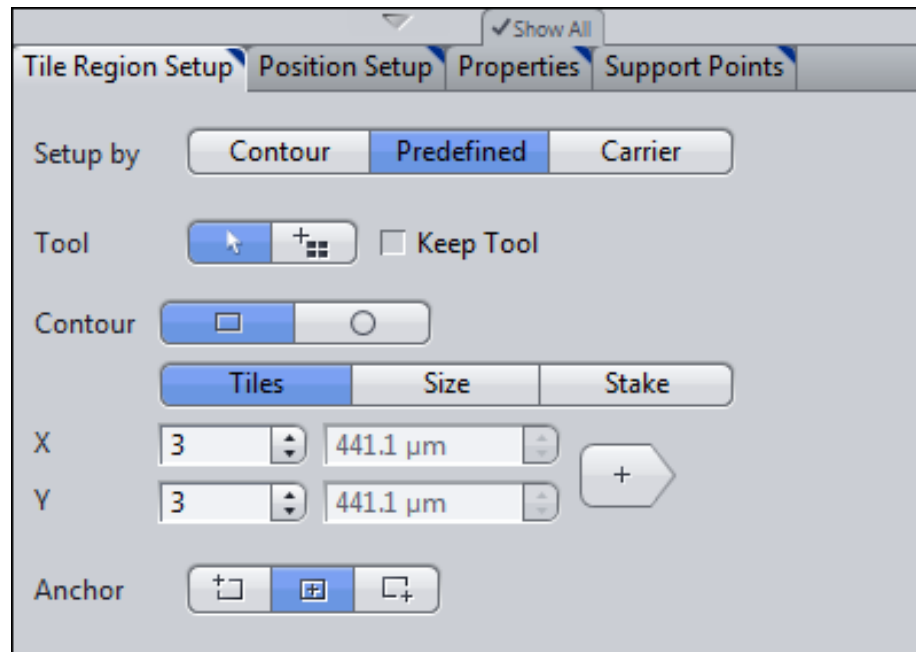 Show All
Tile Region Setup Position Setup Properties Support Points
Setup by Contour Predefined Carrier
Tool Keep Tool
Contour
Tiles Size Stake
X 3 441.1 µm
+
Y 3 441.1 µm
Anchor